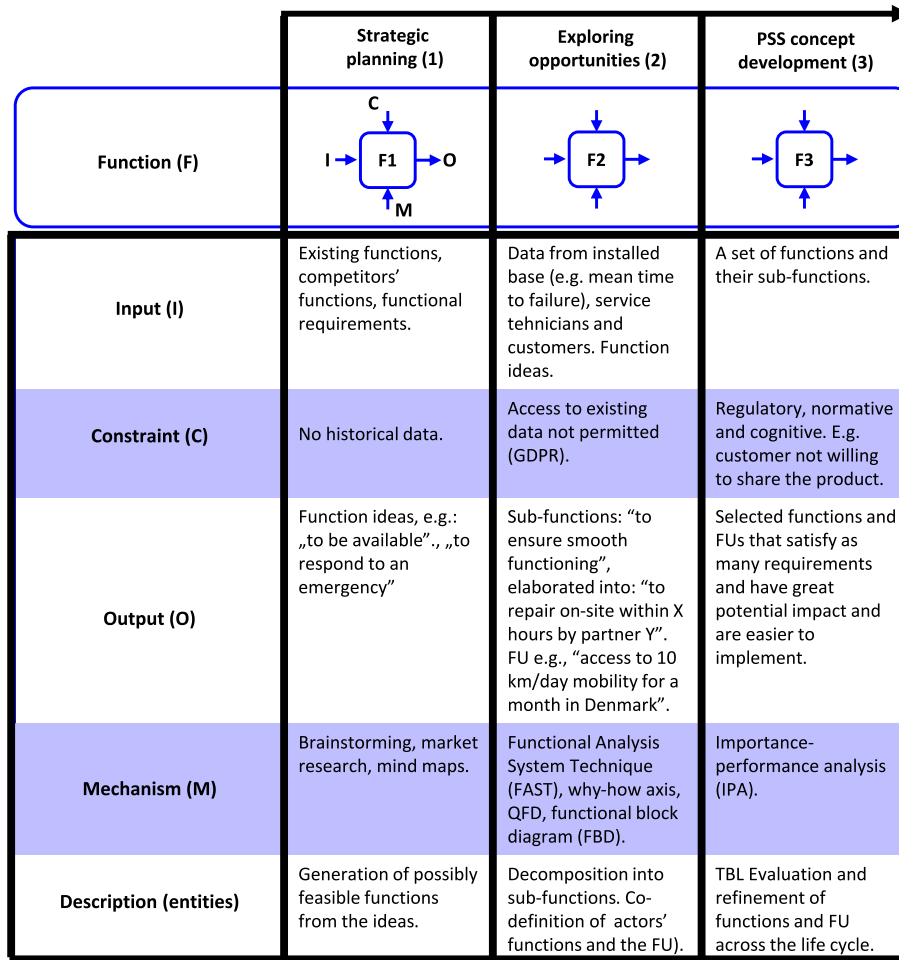 Strategic
planning (1)
Exploring
opportunities (2)
PSS concept
development (3)
Function (F)
C
I
F1
O
M
F2
F3
Input (I)
Existing functions,
competitors’
functions, functional
requirements.
Data from installed
base (e.g. mean time
to failure), service
tehnicians and
customers. Function
ideas.
A set of functions and
their sub-functions.
Constraint (C)
No historical data.
Access to existing
data not permitted
(GDPR).
Regulatory, normative
and cognitive. E.g.
customer not willing
to share the product.
Output (O)
Function ideas, e.g.:
„to be available”., „to
respond to an
emergency”
Sub-functions: “to
ensure smooth
functioning”,
elaborated into: “to
repair on-site within X
hours by partner Y”.
FU e.g., “access to 10
km/day mobility for a
month in Denmark”.
Selected functions and
FUs that satisfy as
many requirements
and have great
potential impact and
are easier to
implement.
Mechanism (M)
Brainstorming, market
research, mind maps.
Functional Analysis
System Technique
(FAST), why-how axis,
QFD, functional block
diagram (FBD).
Importance-
performance analysis
(IPA).
Description (entities)
Generation of possibly
feasible functions
from the ideas.
Decomposition into
sub-functions. Co-
definition of actors’
functions and the FU).
TBL Evaluation and
refinement of
functions and FU
across the life cycle.